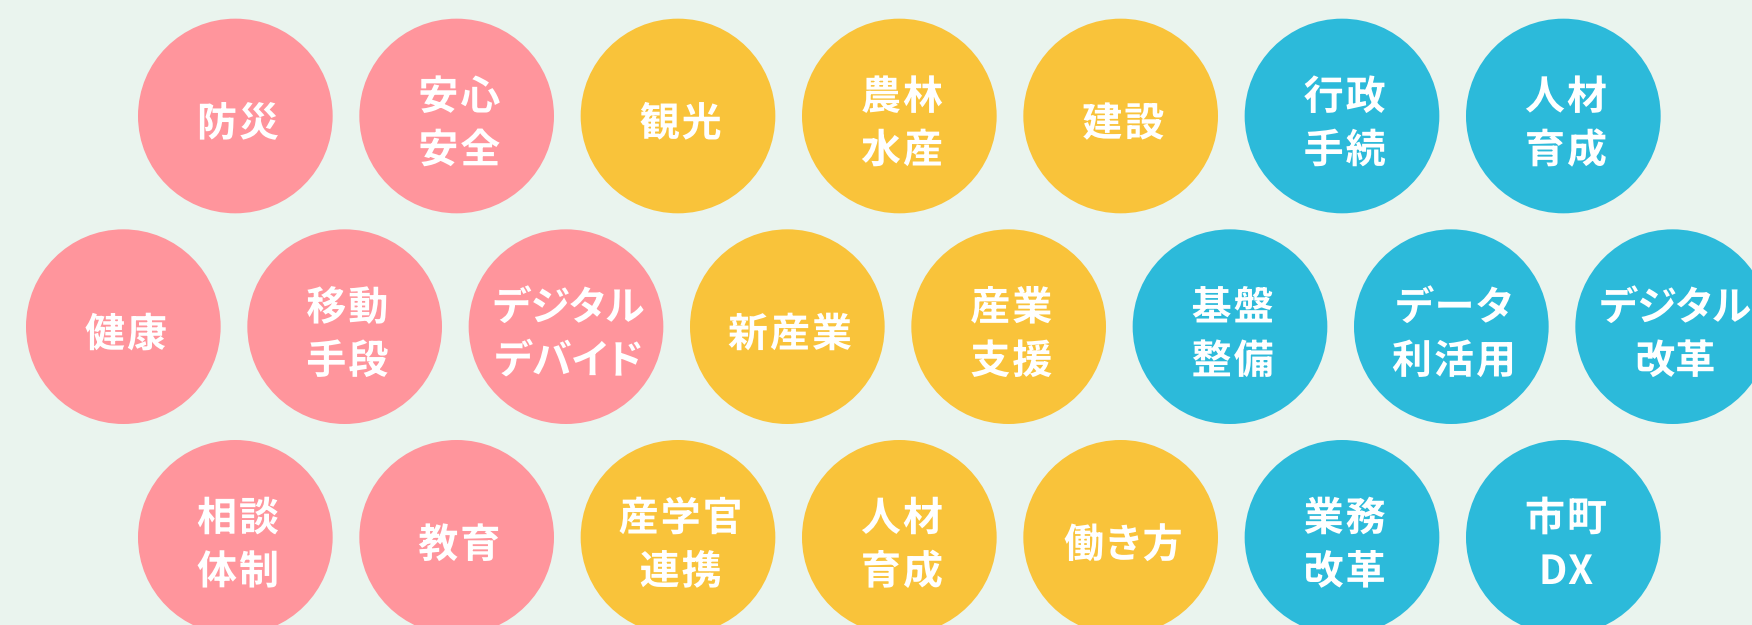 防災
安心
安全
観光
農林
水産
建設
行政
手続
人材
育成
健康
移動
手段
デジタル
デバイド
新産業
産業
支援
基盤
整備
データ
利活用
デジタル
改革
相談
体制
教育
産学官
連携
人材
育成
働き方
業務
改革
市町
DX